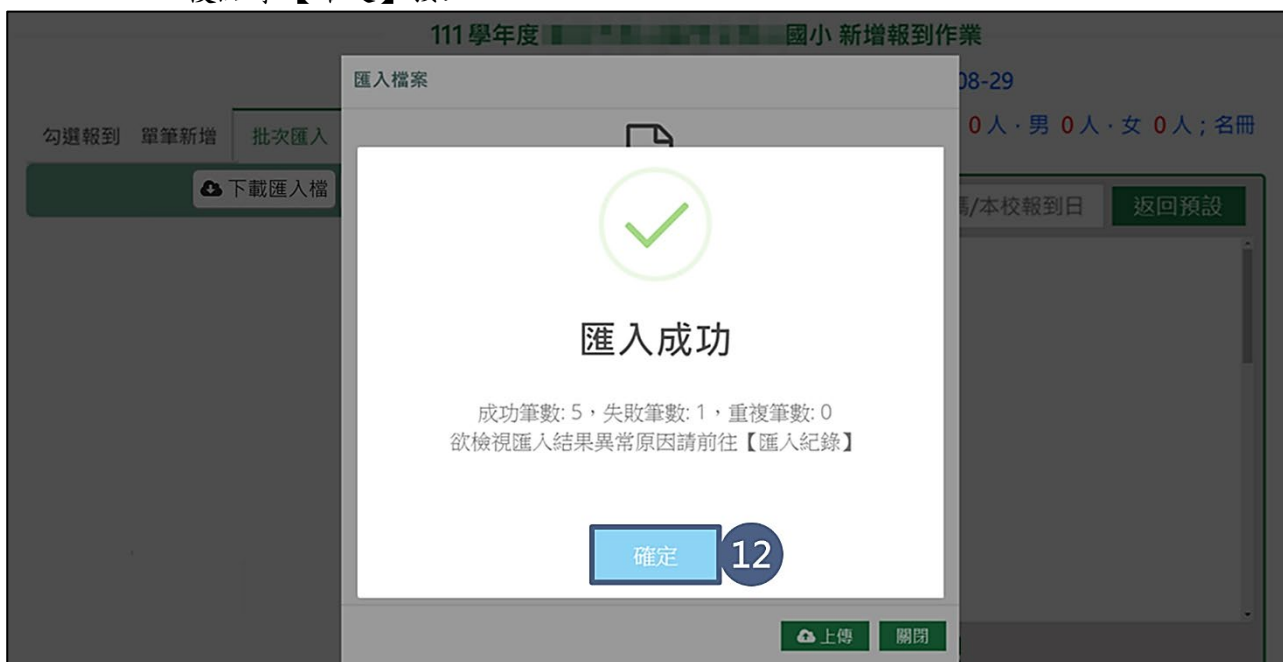 111 學年度 國小 新增報到作業
匯入檔案
08-29
勾選報到 單筆新增 批次匯入
0 人 · 男 0 人 · 女 0 人 ; 名冊
下載匯入檔
/本校報到日 返回預設
匯入成功
成功筆數: 5，失敗筆數: 1，重複筆數: 0
欲檢視匯入結果異常原因請前往【匯入紀錄】
確定 12
上傳 關閉